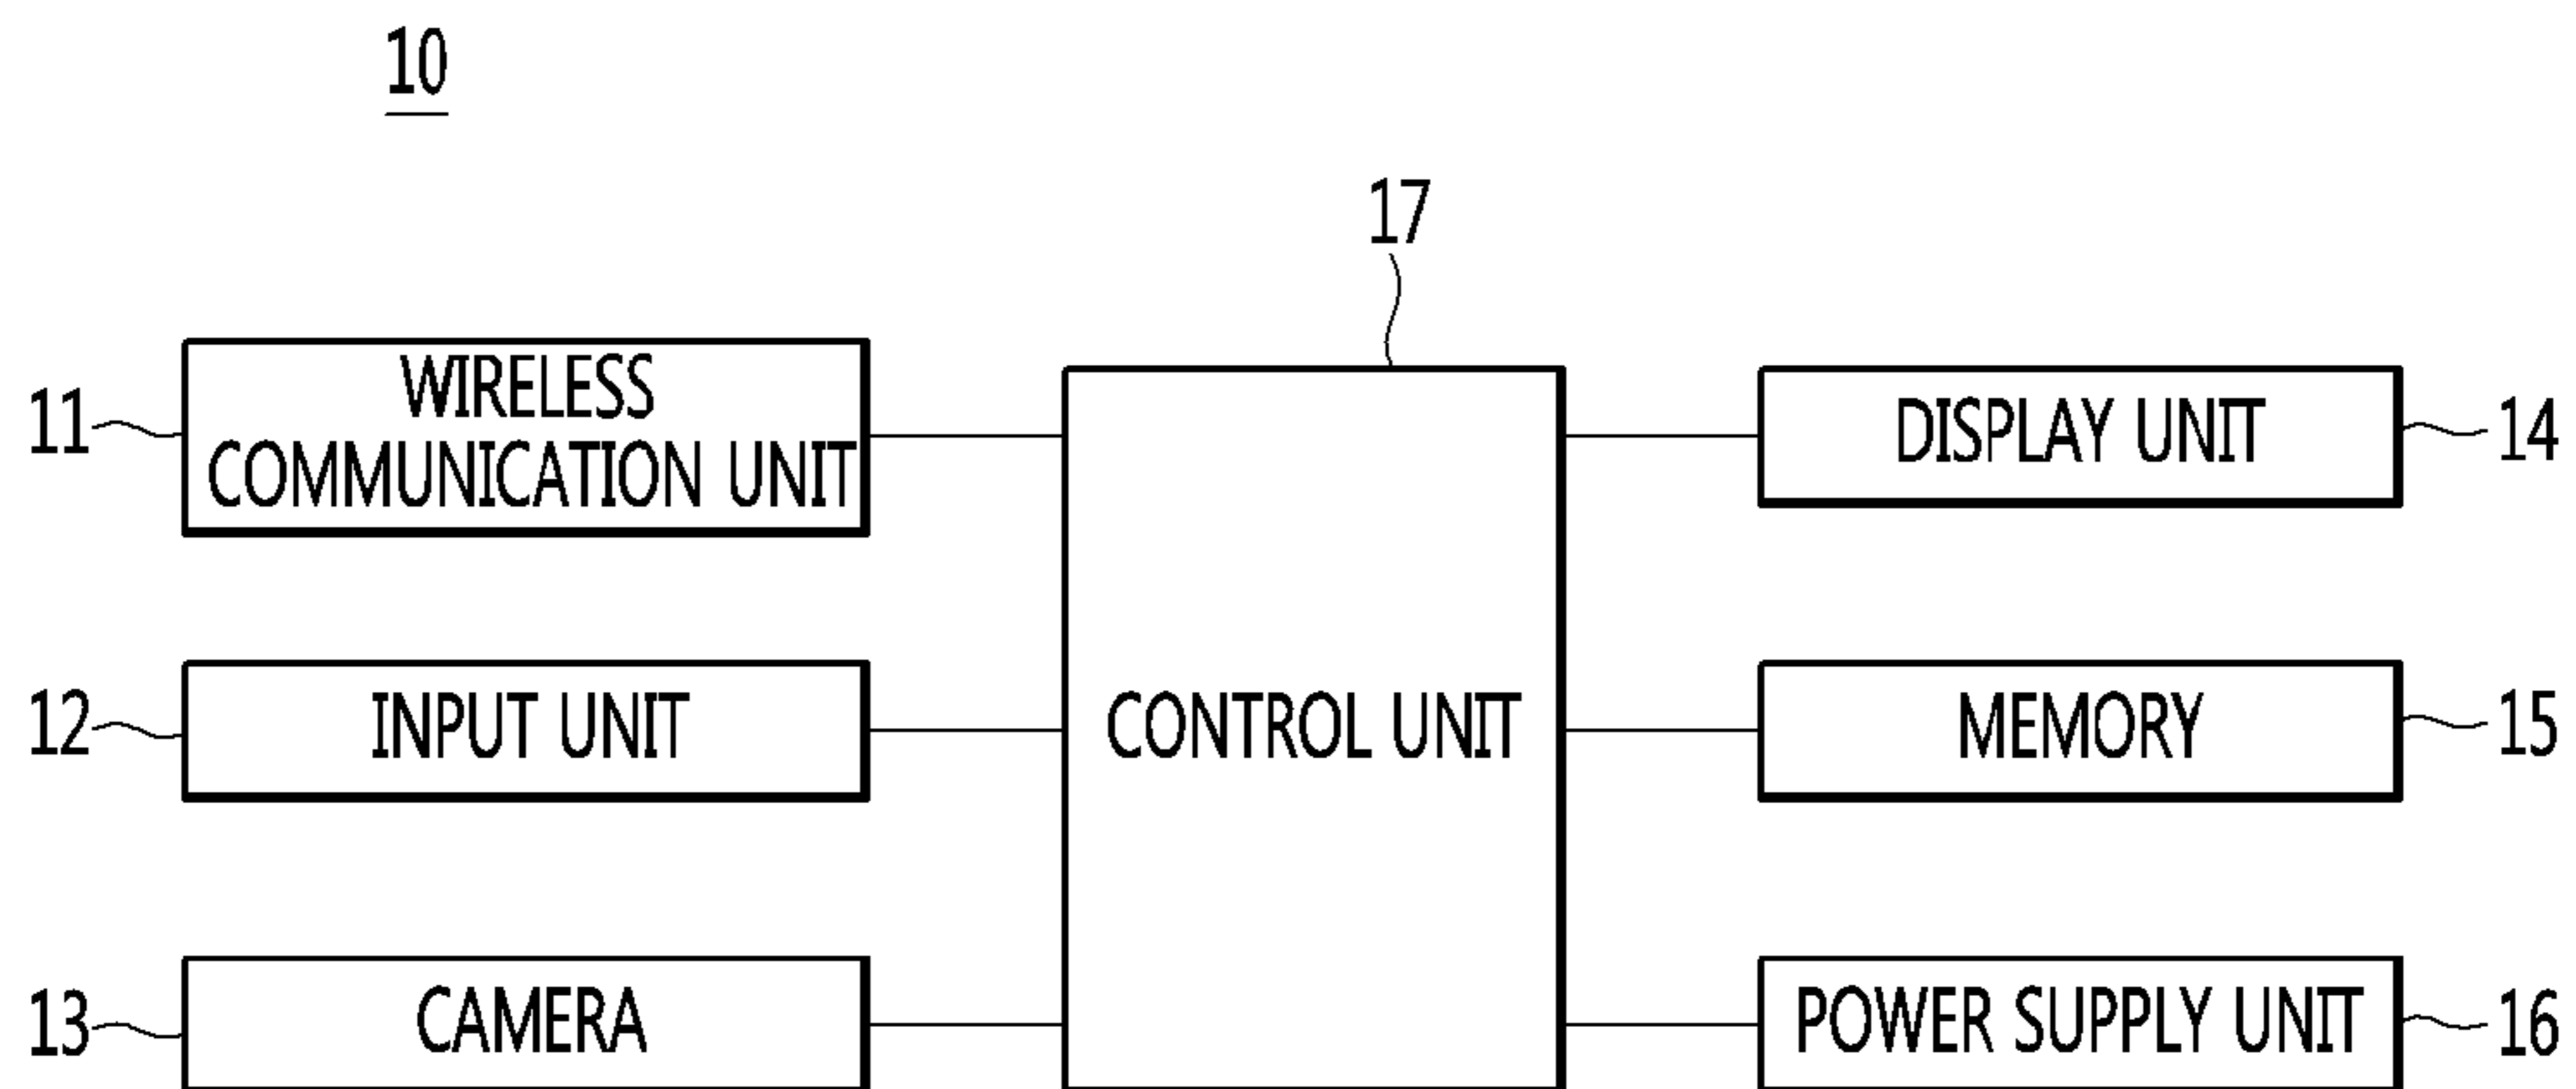 10
17
11
WIRELESS
COMMUNICATION UNIT
DISPLAY UNIT
14
12
INPUT UNIT
CONTROL UNIT
MEMORY
15
13
CAMERA
POWER SUPPLY UNIT
16